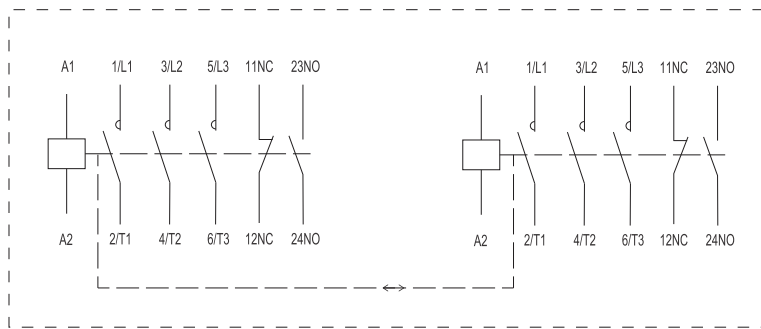 A1 1/L1 3/L2 5/L3 11NC 23NO
A2 2/T1 4/T2 6/T3 12NC 24NO
A1 1/L1 3/L2 5/L3 11NC 23NO
A2 2/T1 4/T2 6/T3 12NC 24NO